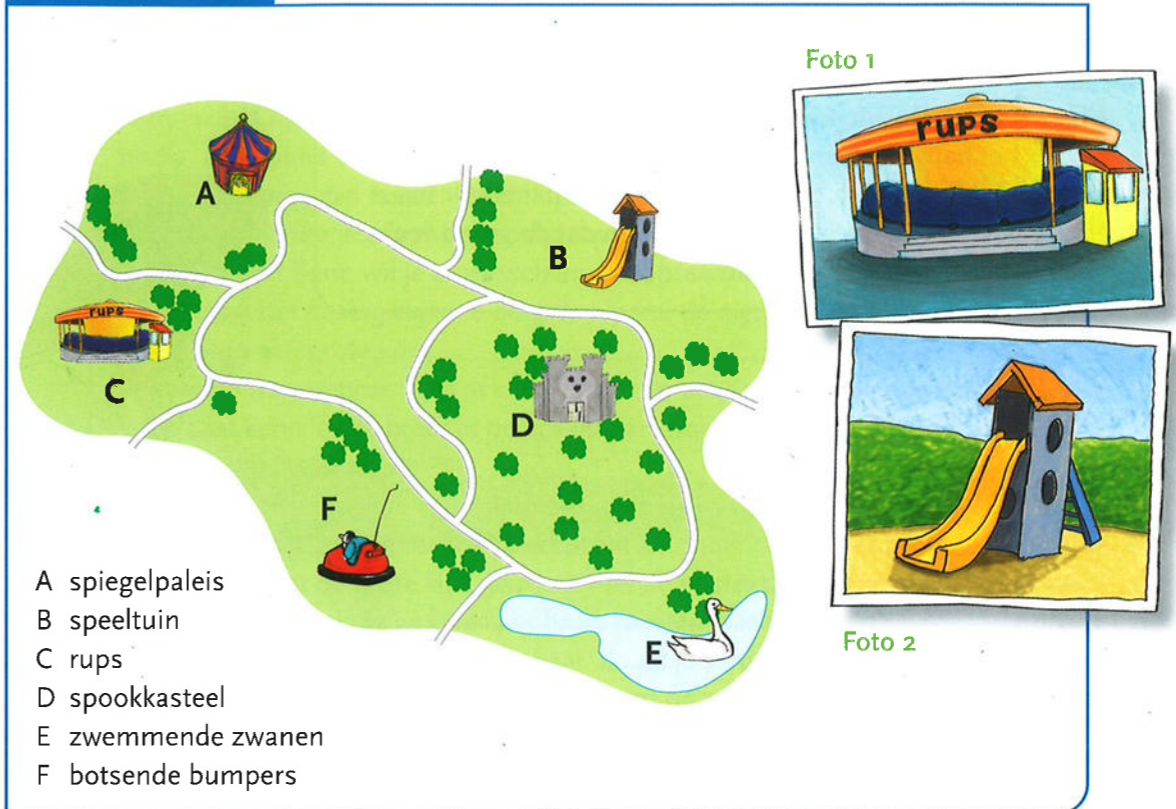 Foto 1
rups
A
B
rups
C
D
F
E
A spiegelpaleis
B speeltuin
C rups
D spookkasteel
E zwemmende zwanen
F botsende bumpers
Foto 2